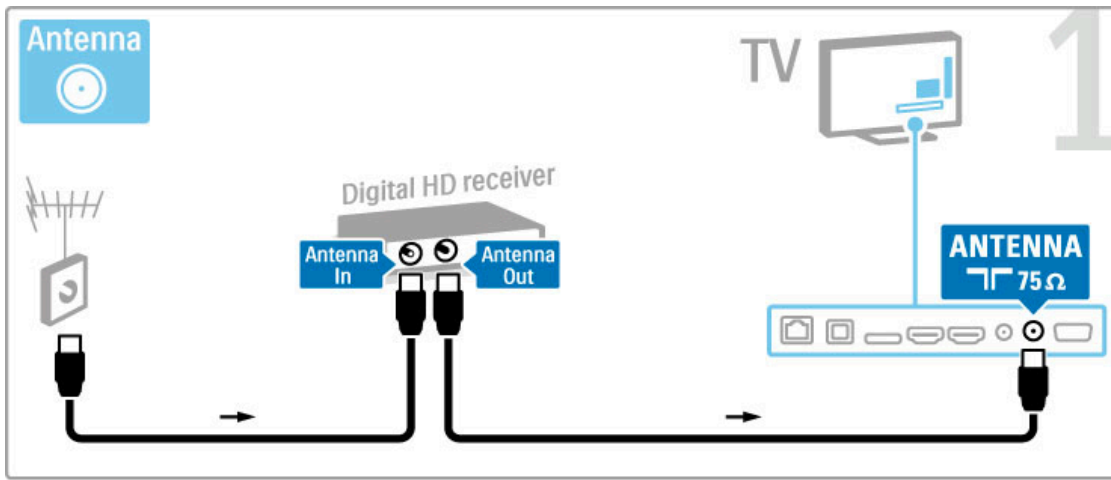 Antenna
TV
1
Digital HD receiver
Antenna
In
Antenna
Out
ANTENNA
75 Ω